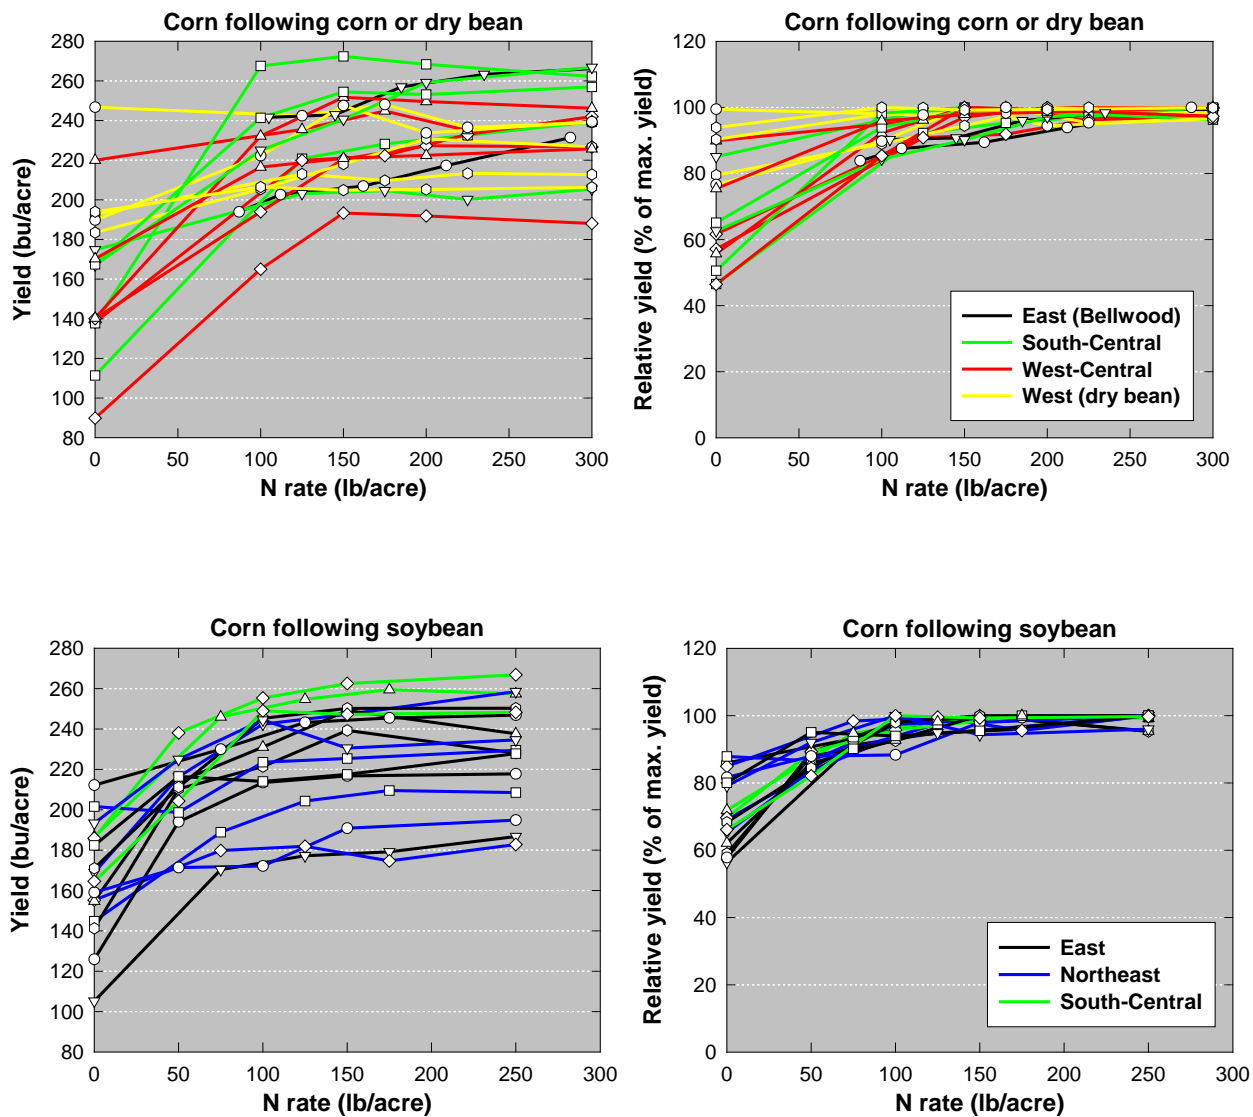 Corn following corn or dry bean
Yield (bu/acre)
280
260
240
220
200
180
160
140
120
100
80
0 50 100 150 200 250 300
N rate (lb/acre)
Corn following corn or dry bean
Relative yield (% of max. yield)
120
100
80
60
40
20
0
East (Bellwood)
South-Central
West-Central
West (dry bean)
0 50 100 150 200 250 300
N rate (lb/acre)
Corn following soybean
Yield (bu/acre)
280
260
240
220
200
180
160
140
120
100
80
0 50 100 150 200 250 300
N rate (lb/acre)
Corn following soybean
Relative yield (% of max. yield)
120
100
80
60
40
20
0
East
Northeast
South-Central
0 50 100 150 200 250 300
N rate (lb/acre)